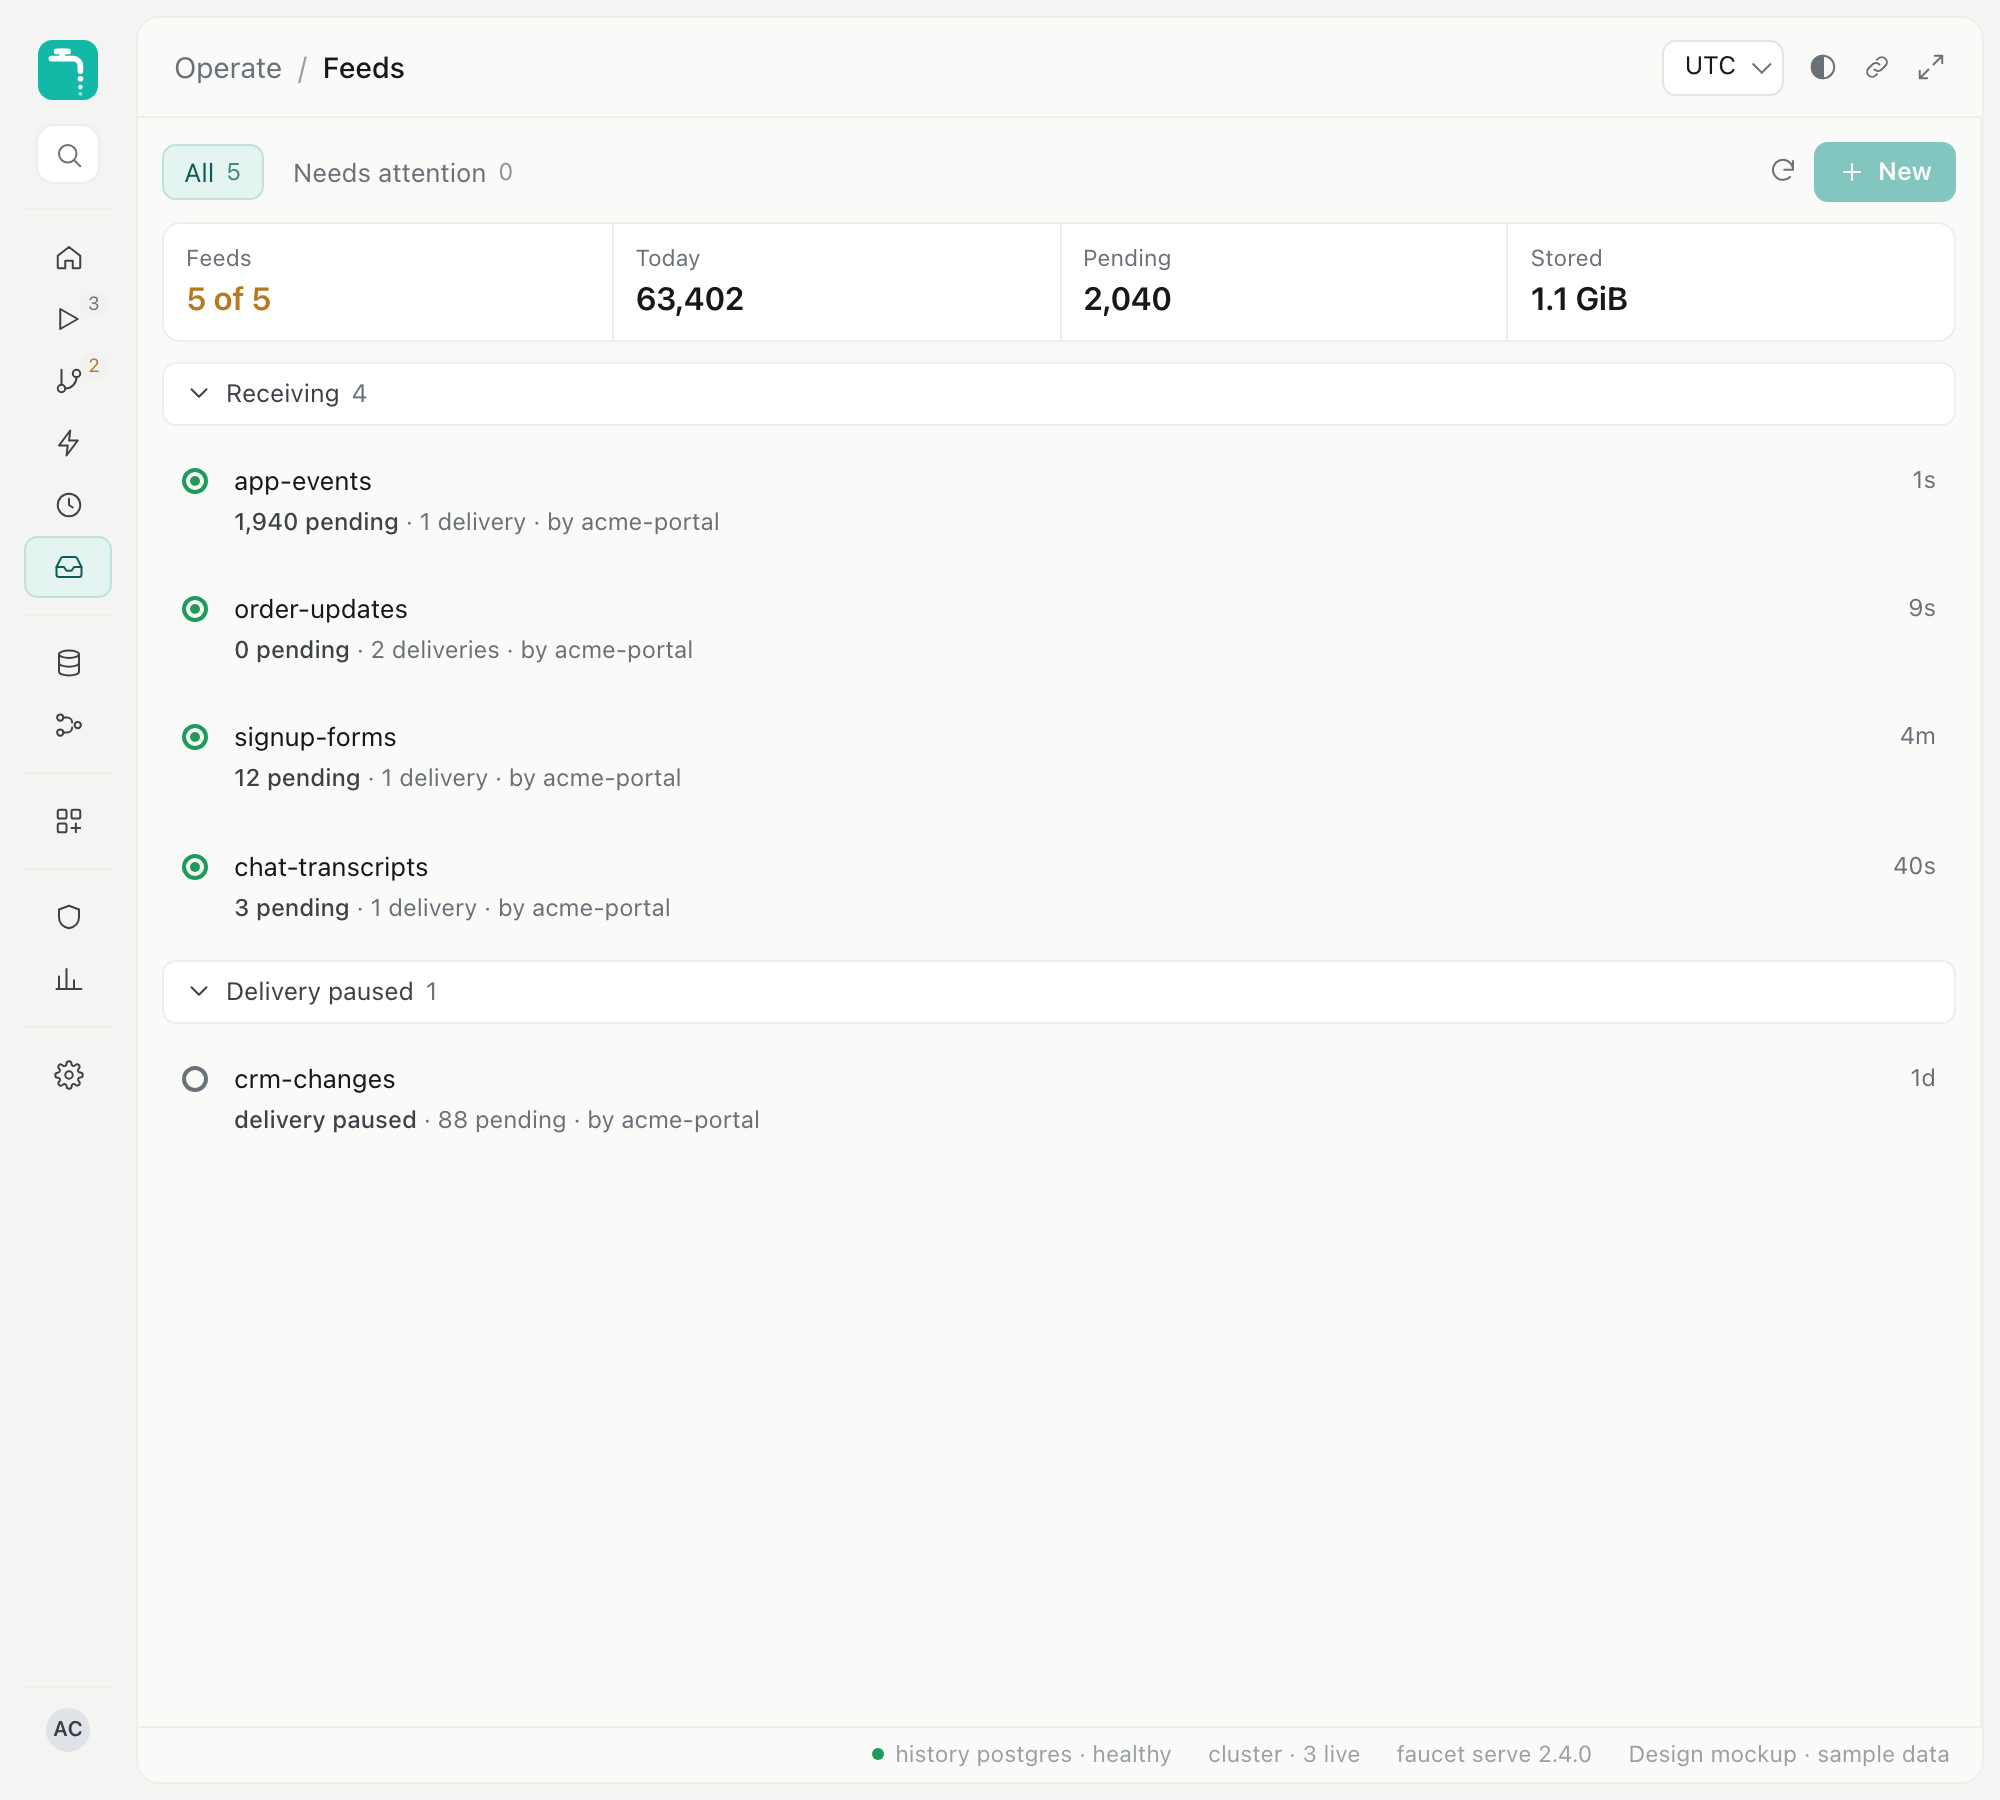 Operate / Feeds
UTC
All 5
Needs attention 0
+ New
Feeds
5 of 5
Today
63,402
Pending
2,040
Stored
1.1 GiB
3
2
Receiving 4
app-events
1s
1,940 pending · 1 delivery · by acme-portal
order-updates
9s
0 pending · 2 deliveries · by acme-portal
signup-forms
4m
12 pending · 1 delivery · by acme-portal
chat-transcripts
40s
3 pending · 1 delivery · by acme-portal
Delivery paused 1
crm-changes
1d
delivery paused · 88 pending · by acme-portal
AC
history postgres · healthy
cluster · 3 live
faucet serve 2.4.0
Design mockup · sample data